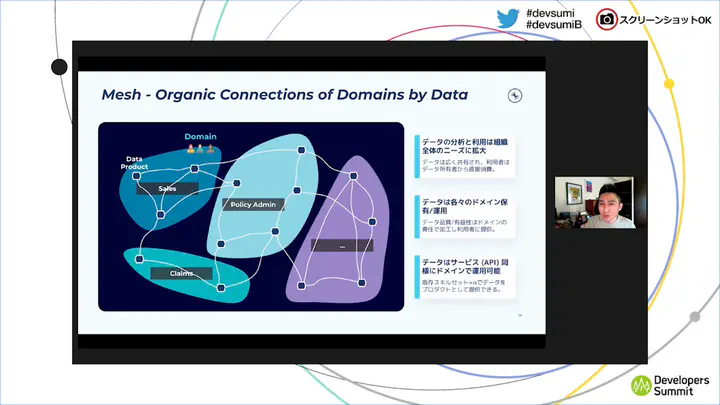 #devsumi
#devsumiB
スクリーンショットOK
Mesh - Organic Connections of Domains by Data
Domain
Data
Product
Sales
Policy Admin
...
Claims
データの分析と利用は組織
全体のニーズに拡大
データは広く共有され、利用者は
データ所有者から直接消費。
データは各々のドメイン保
有/運用
データ品質/有益性はドメインの
責任で加工し利用者に提供。
データはサービス (API) 同
様にドメインで運用可能
既存スキルセット+αでデータを
プロダクトとして提供できる。
Developers
Summit